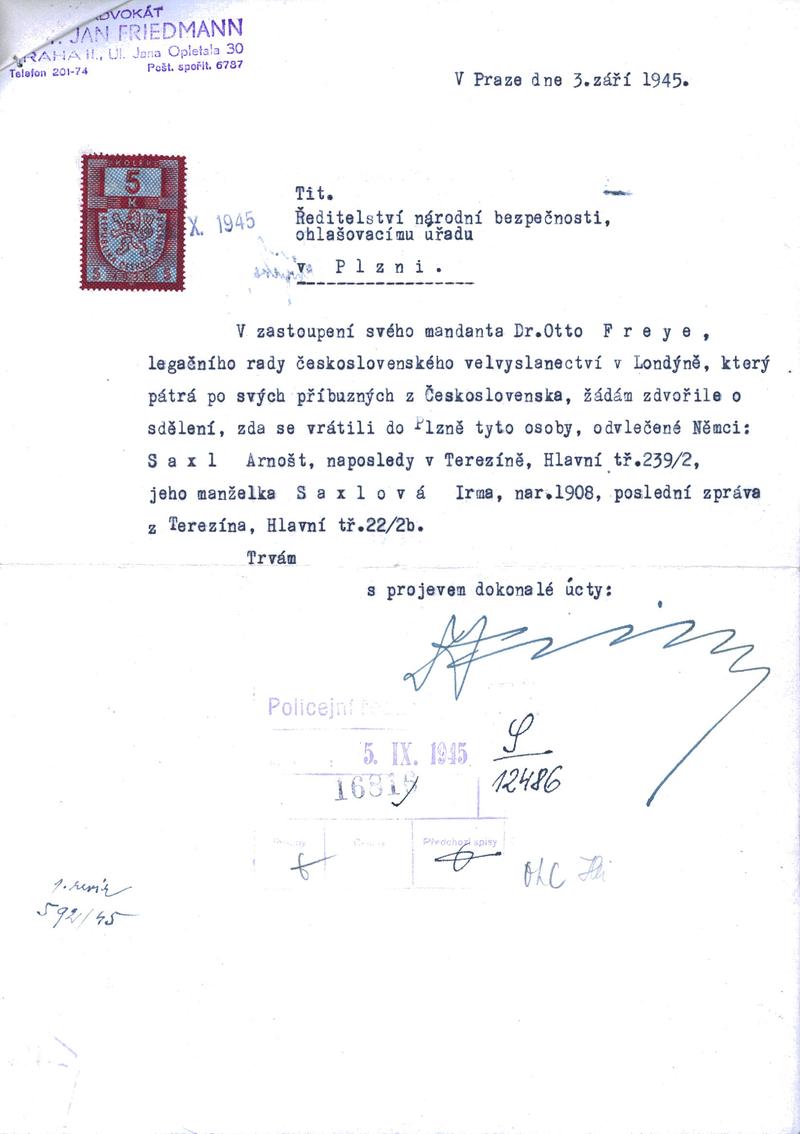 ADVOKÁT
JAN FRIEDMANN
PRAHA II., Ul. Jana Opletala 30
Telefon 201-74 Pošt. spořit. 6787
V Praze dne 3.září 1945.
KOLEK
5
K
5 5
X. 1945
Tit.
Ředitelství národní bezpečnosti,
ohlašovacímu úřadu
v P l z n i .
V zastoupení svého mandanta Dr.Otto F r e y e ,
legačního rady československého velvyslanectví v Londýně, který
pátrá po svých příbuzných z Československa, žádám zdvořile o
sdělení, zda se vrátili do Plzně tyto osoby, odvlečené Němci:
S a x l Arnošt, naposledy v Terezíně, Hlavní tř.239/2,
jeho manželka S a x l o v á Irma, nar.1908, poslední zpráva
z Terezína, Hlavní tř.22/2b.
Trvám
s projevem dokonalé úcty:
Policejní
5. IX. 1945
S
12486
Předchozí spisy
592/45